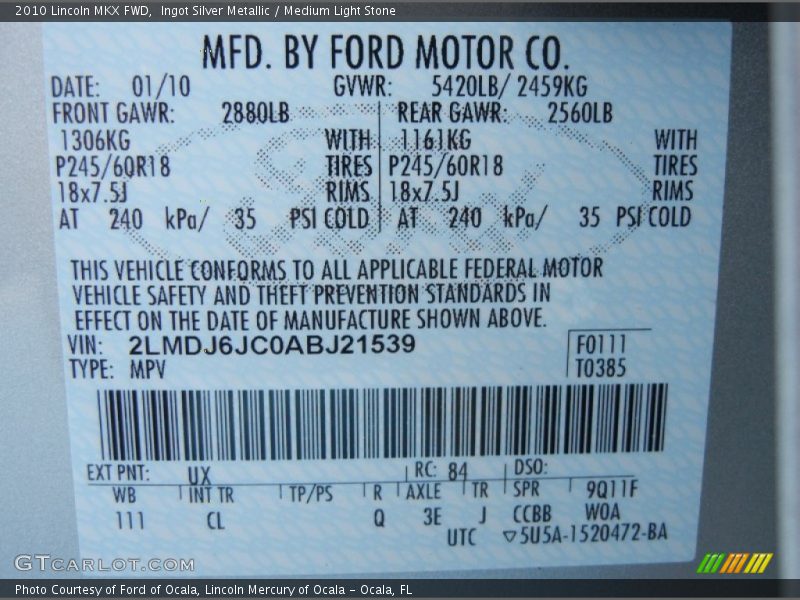 2010 Lincoln MKX FWD, Ingot Silver Metallic / Medium Light Stone
MFD. BY FORD MOTOR CO.
DATE: 01/10 GVWR: 5420LB/ 2459KG
FRONT GAWR: 2880LB REAR GAWR: 2560LB
1306KG WITH 1161KG WITH
P245/60R18 TIRES P245/60R18 TIRES
18x7.5J RIMS 18x7.5J RIMS
AT 240 kPa/ 35 PSI COLD AT 240 kPa/ 35 PSI COLD
THIS VEHICLE CONFORMS TO ALL APPLICABLE FEDERAL MOTOR
VEHICLE SAFETY AND THEFT PREVENTION STANDARDS IN
EFFECT ON THE DATE OF MANUFACTURE SHOWN ABOVE.
VIN: 2LMDJ6JC0ABJ21539 F0111
TYPE: MPV T0385
EXT PNT: UX RC: 84 DSO:
WB INT TR TP/PS R AXLE TR SPR 9Q11F
111 CL Q 3E J CCBB WOA
UTC ▽5U5A-1520472-BA
GTCARLOT.COM
Photo Courtesy of Ford of Ocala, Lincoln Mercury of Ocala – Ocala, FL